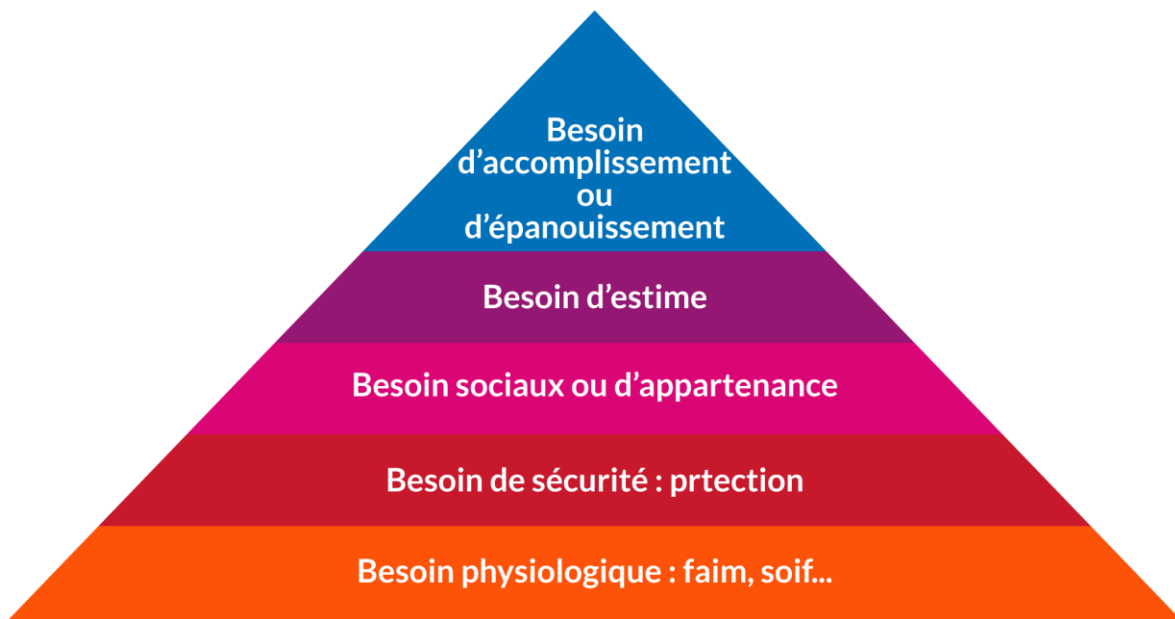 Besoin
d’accomplissement
ou
d’épanouissement
Besoin d’estime
Besoin sociaux ou d’appartenance
Besoin de sécurité : prtection
Besoin physiologique : faim, soif...